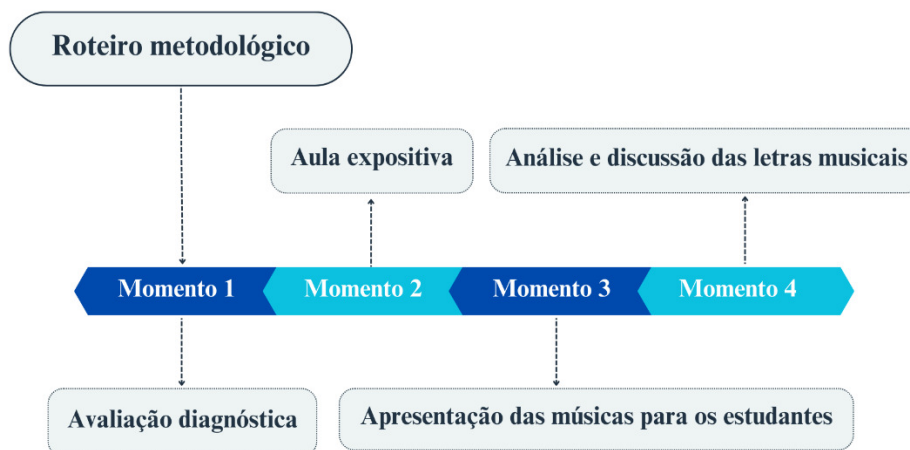 Roteiro metodológico
Aula expositiva
Análise e discussão das letras musicais
Momento 1
Momento 2
Momento 3
Momento 4
Avaliação diagnóstica
Apresentação das músicas para os estudantes